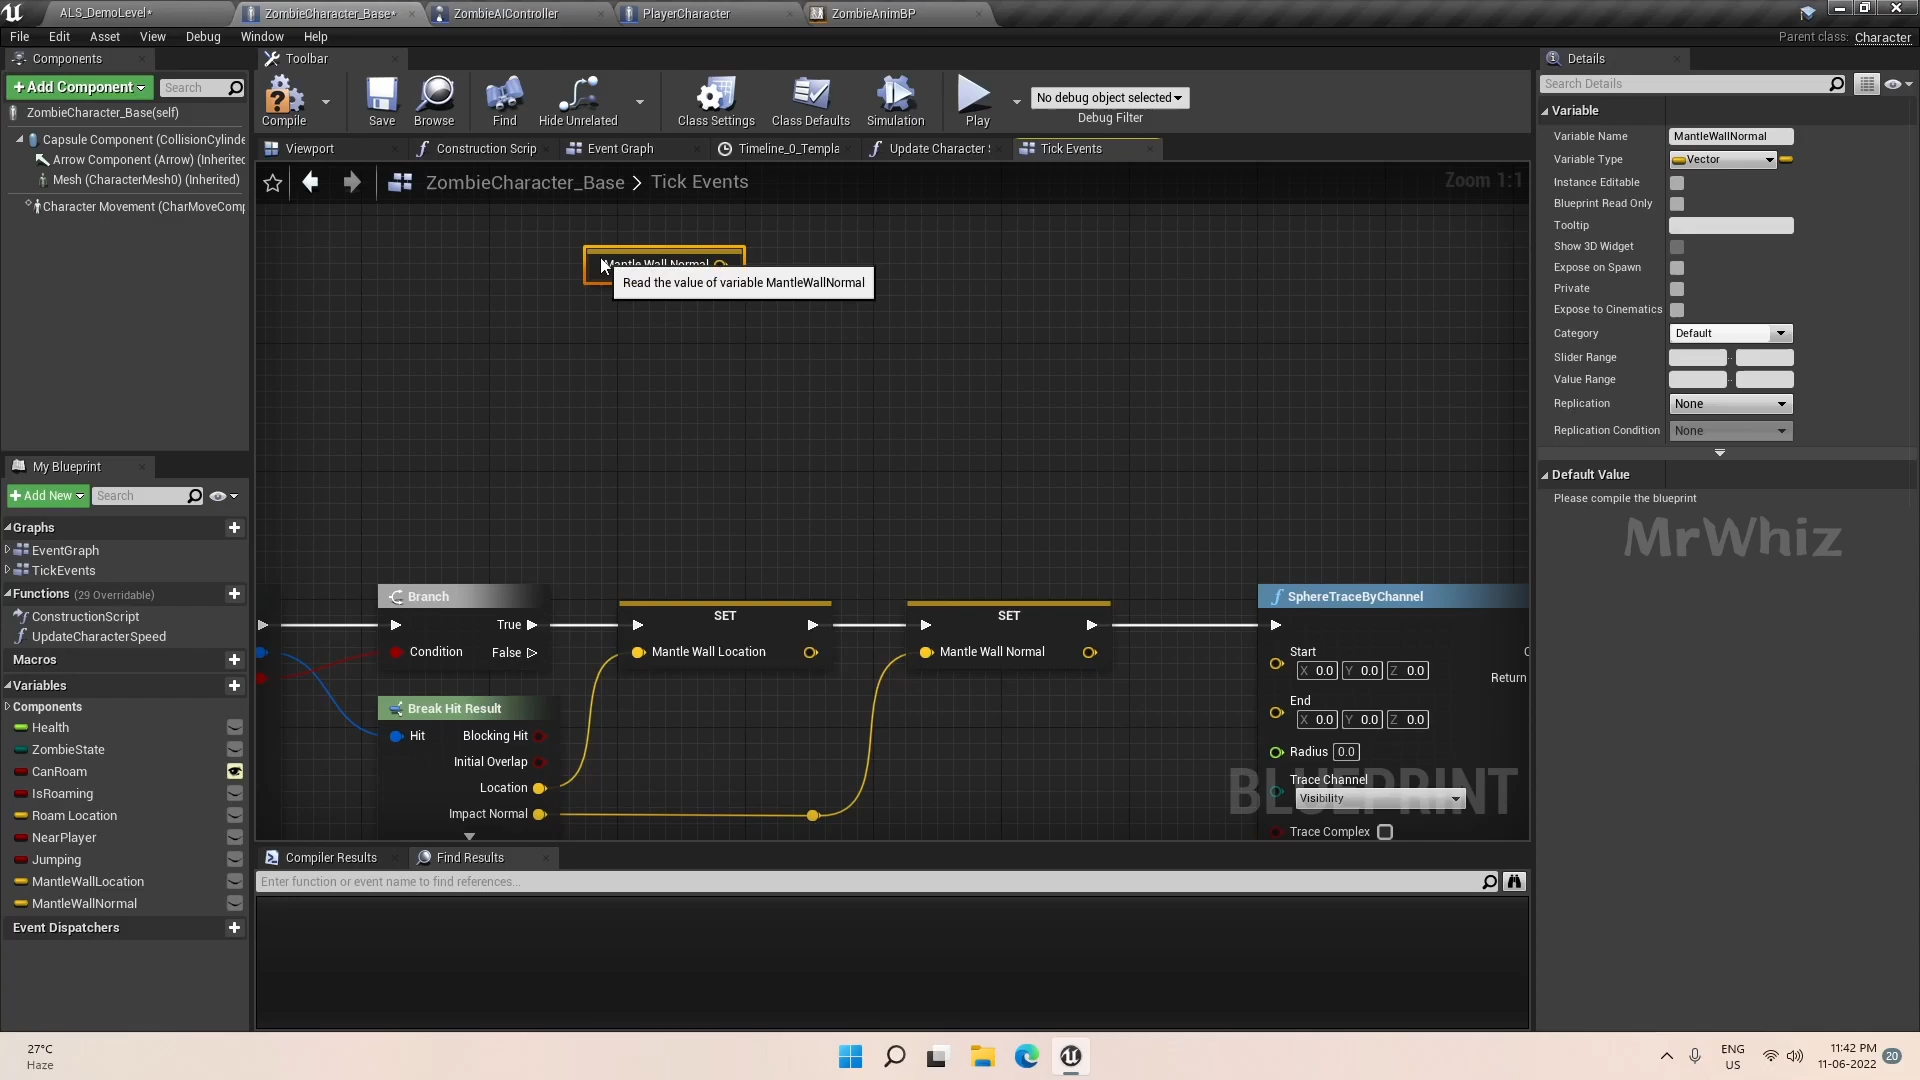 ALS_DemoLevel*
ZombieCharacter_Base*
ZombieAIController
PlayerCharacter
ZombieAnimBP
File Edit Asset View Debug Window Help
Parent class: Character
Components
+Add Component
Search
ZombieCharacter_Base(self)
Capsule Component (CollisionCylinde
Arrow Component (Arrow) (Inherited
Mesh (CharacterMesh0) (Inherited)
Character Movement (CharMoveComp
Toolbar
Compile
Save
Browse
Find
Hide Unrelated
Class Settings
Class Defaults
Simulation
Play
No debug object selected
Debug Filter
Viewport
Construction Scrip
Event Graph
Timeline_0_Templa
Update Character S
Tick Events
ZombieCharacter_Base > Tick Events
Zoom 1:1
Mantle Wall Normal
Read the value of variable MantleWallNormal
Branch
True
Condition
False
SET
Mantle Wall Location
SET
Mantle Wall Normal
Break Hit Result
Hit
Blocking Hit
Initial Overlap
Location
Impact Normal
SphereTraceByChannel
Start
X 0.0 Y 0.0 Z 0.0
Return
End
X 0.0 Y 0.0 Z 0.0
Radius 0.0
Trace Channel
Visibility
Trace Complex
BLUEPRINT
My Blueprint
+Add New
Search
Graphs
EventGraph
TickEvents
Functions (29 Overridable)
ConstructionScript
UpdateCharacterSpeed
Macros
Variables
Components
Health
ZombieState
CanRoam
IsRoaming
Roam Location
NearPlayer
Jumping
MantleWallLocation
MantleWallNormal
Event Dispatchers
Compiler Results
Find Results
Enter function or event name to find references...
Details
Search Details
Variable
Variable Name MantleWallNormal
Variable Type Vector
Instance Editable
Blueprint Read Only
Tooltip
Show 3D Widget
Expose on Spawn
Private
Expose to Cinematics
Category Default
Slider Range
Value Range
Replication None
Replication Condition None
Default Value
Please compile the blueprint
MrWhiz
27°C
Haze
ENG
US
11:42 PM
11-06-2022
20